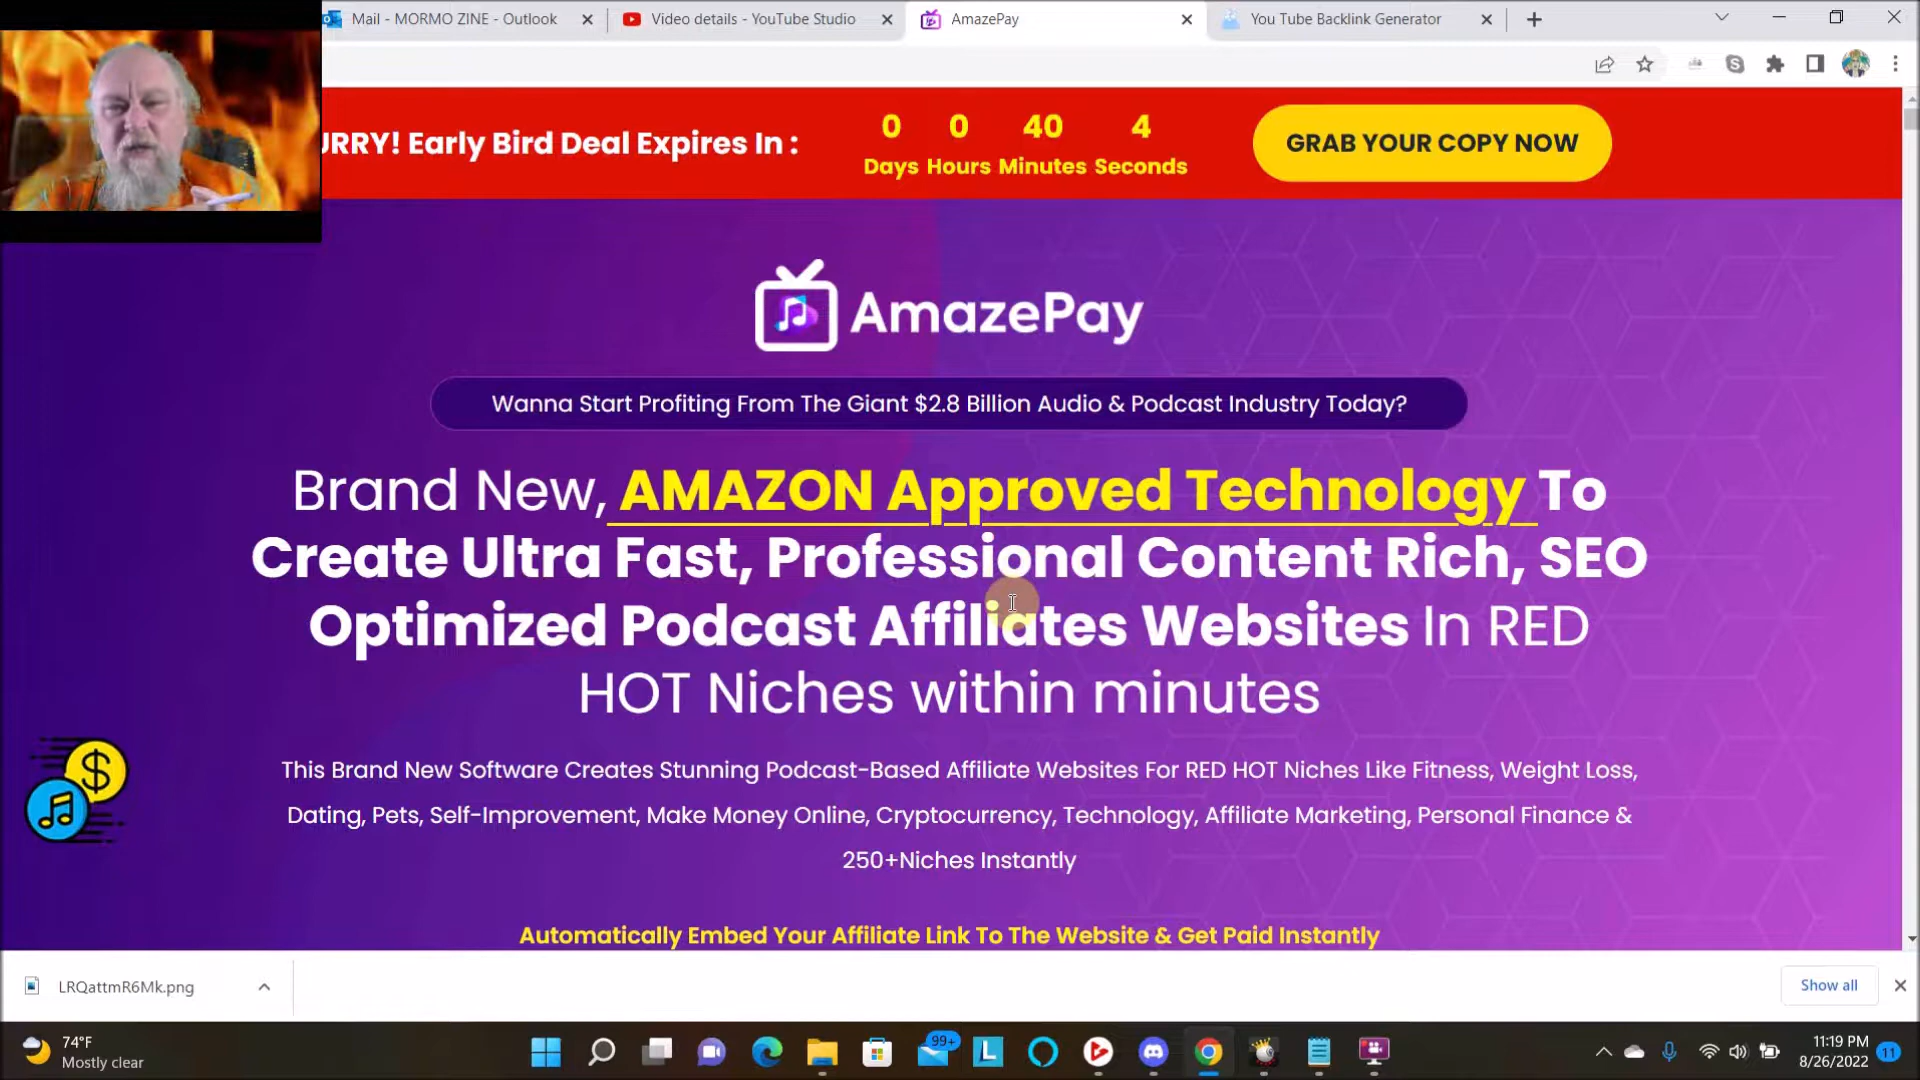 Mail - MORMO ZINE - Outlook
Video details - YouTube Studio
AmazePay
You Tube Backlink Generator
URRY! Early Bird Deal Expires In :
0 0 40 4
Days Hours Minutes Seconds
GRAB YOUR COPY NOW
AmazePay
Wanna Start Profiting From The Giant $2.8 Billion Audio & Podcast Industry Today?
Brand New, AMAZON Approved Technology To
Create Ultra Fast, Professional Content Rich, SEO
Optimized Podcast Affiliates Websites In RED
HOT Niches within minutes
This Brand New Software Creates Stunning Podcast-Based Affiliate Websites For RED HOT Niches Like Fitness, Weight Loss,
Dating, Pets, Self-Improvement, Make Money Online, Cryptocurrency, Technology, Affiliate Marketing, Personal Finance &
250+Niches Instantly
Automatically Embed Your Affiliate Link To The Website & Get Paid Instantly
$
LRQattmR6Mk.png
Show all
74°F
Mostly clear
99+
L
11:19 PM
8/26/2022
11